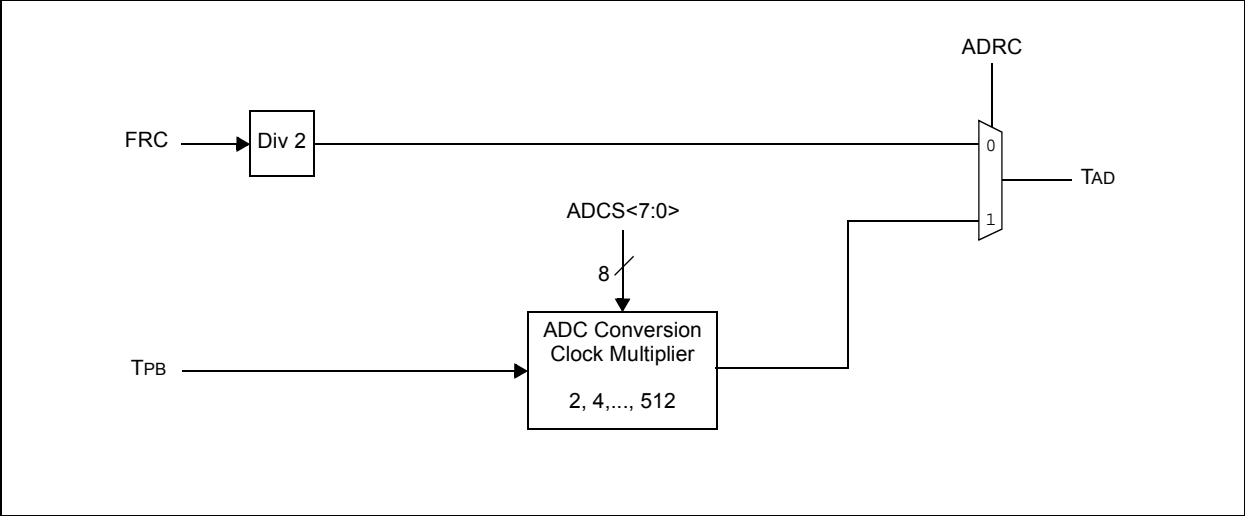 ADRC
FRC
Div 2
0
TAD
ADCS<7:0>
1
8
ADC Conversion
Clock Multiplier
TPB
2, 4,..., 512